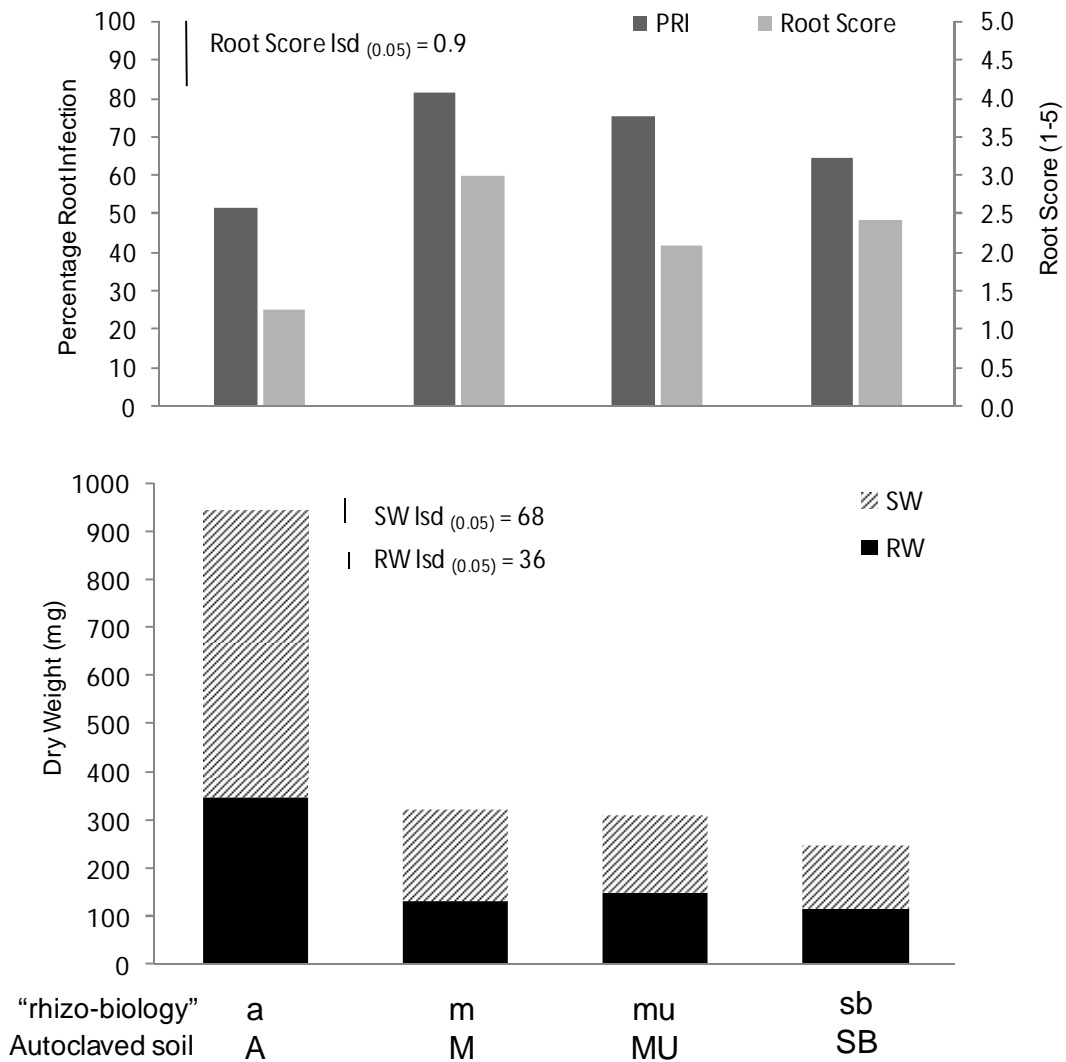 100
90
80
70
60
50
40
30
20
10
0
Percentage Root Infection
Root Score lsd (0.05) = 0.9
PRI
Root Score
5.0
4.5
4.0
3.5
3.0
2.5
2.0
1.5
1.0
0.5
0.0
Root Score (1-5)
1000
900
800
700
600
500
400
300
200
100
0
Dry Weight (mg)
SW lsd (0.05) = 68
RW lsd (0.05) = 36
SW
RW
“rhizo-biology” a m mu sb
Autoclaved soil A M MU SB